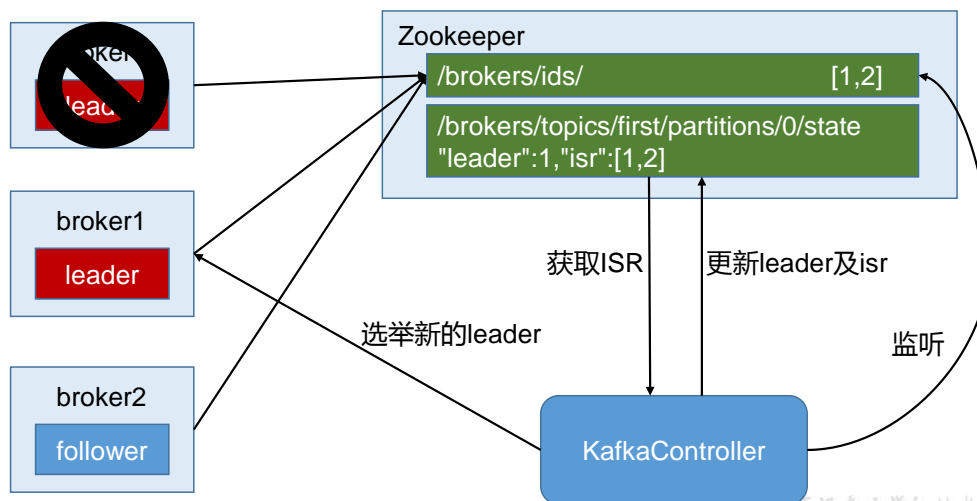 Zookeeper
/brokers/ids/ [1,2]
/brokers/topics/first/partitions/0/state
"leader":1,"isr":[1,2]
broker1
leader
broker2
follower
获取ISR
更新leader及isr
选举新的leader
监听
KafkaController